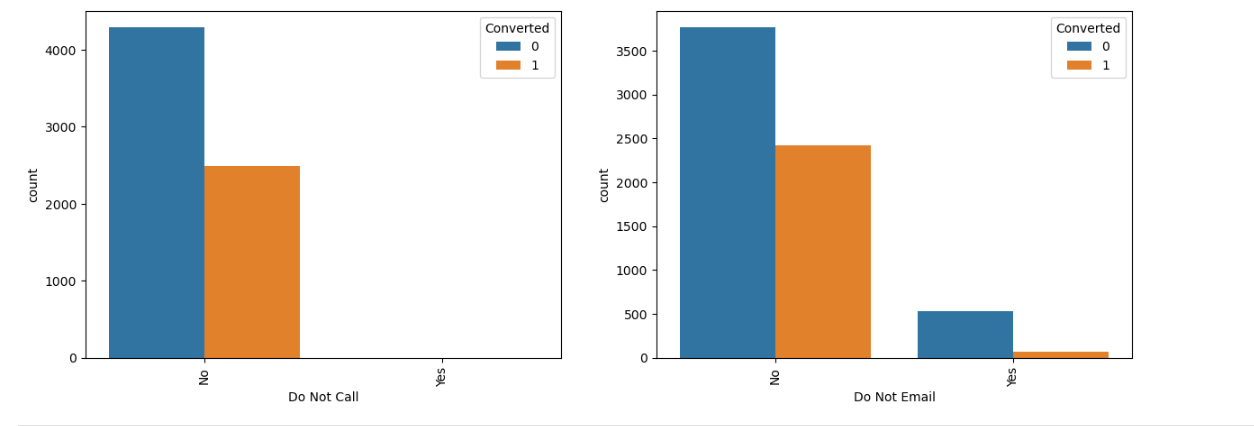 Converted
0
1
4000
3000
2000
1000
0
count
No
Yes
Do Not Call
Converted
0
1
3500
3000
2500
2000
1500
1000
500
0
count
No
Yes
Do Not Email